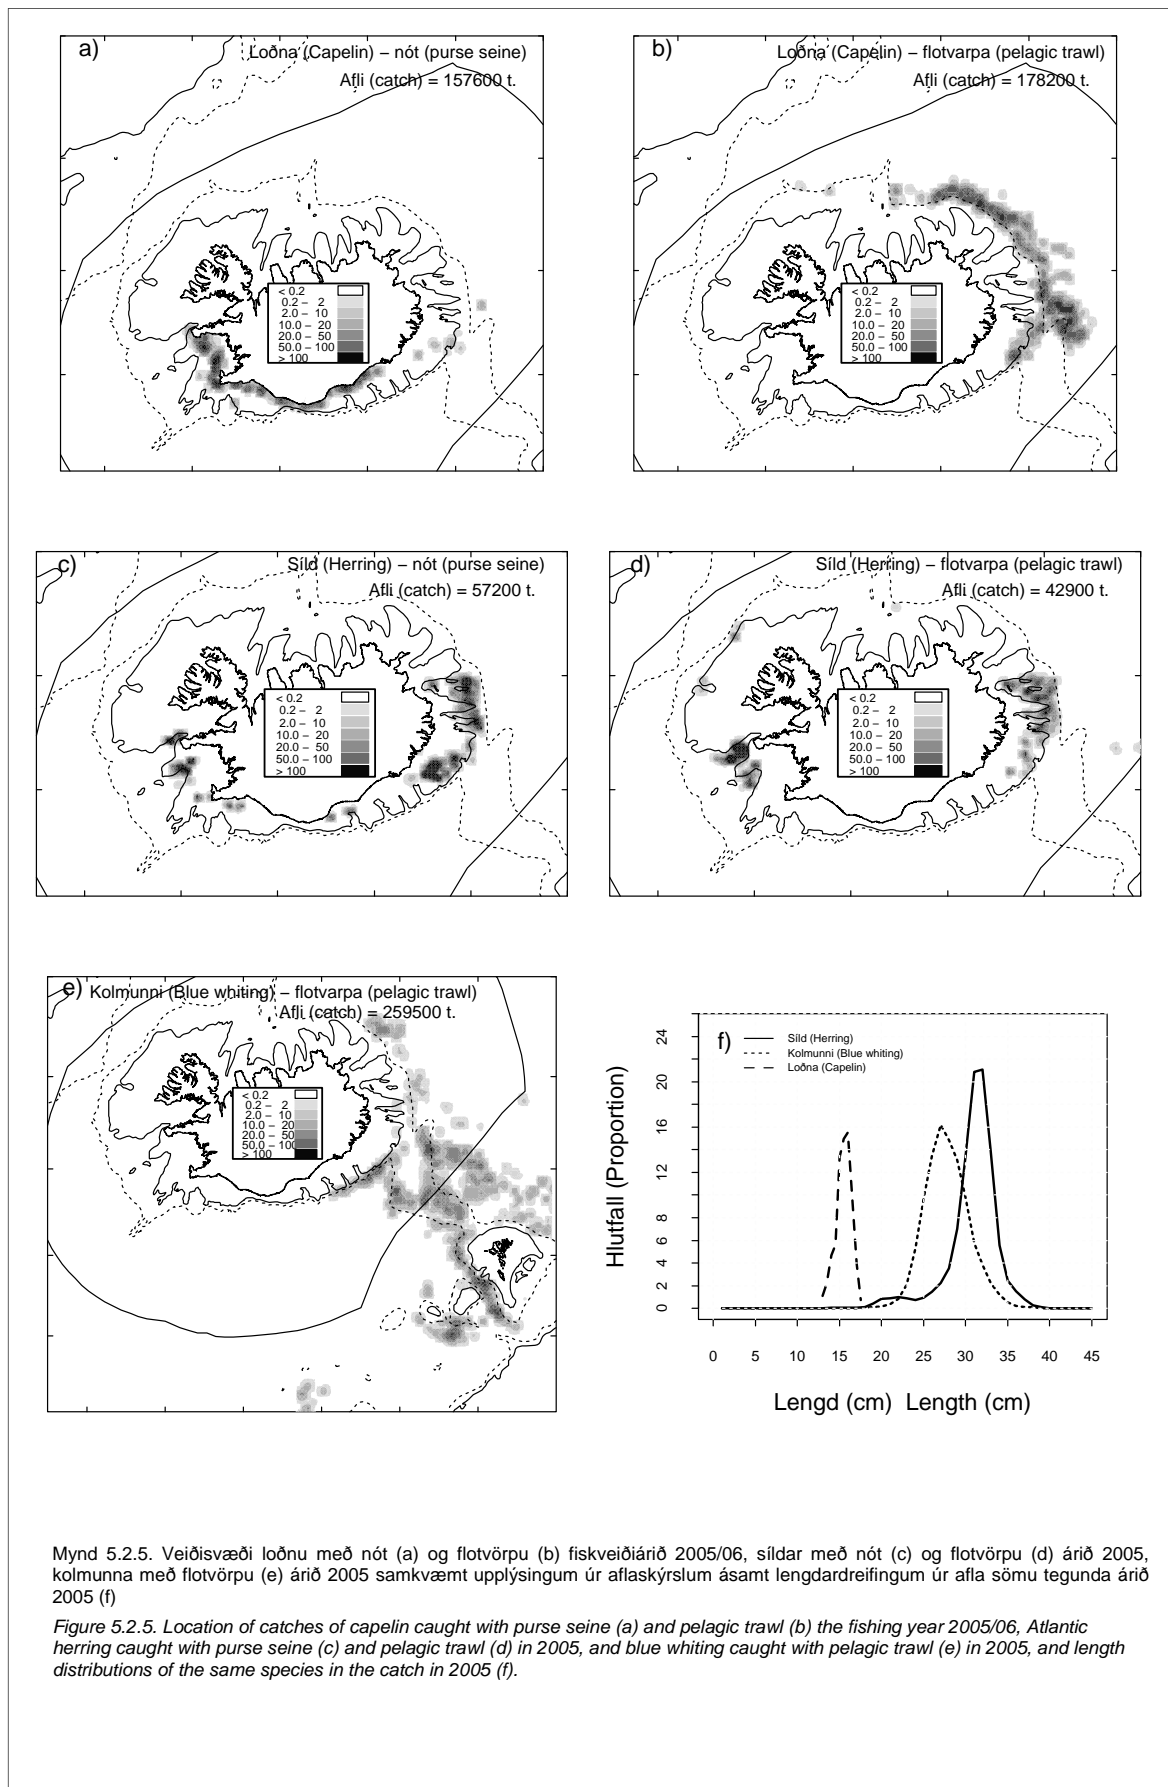 a)
Loðna (Capelin) – nót (purse seine)
Afli (catch) = 157600 t.
< 0.2
0.2 – 2
2.0 – 10
10.0 – 20
20.0 – 50
50.0 – 100
> 100
b)
Loðna (Capelin) – flotvarpa (pelagic trawl)
Afli (catch) = 178200 t.
< 0.2
0.2 – 2
2.0 – 10
10.0 – 20
20.0 – 50
50.0 – 100
> 100
c)
Síld (Herring) – nót (purse seine)
Afli (catch) = 57200 t.
< 0.2
0.2 – 2
2.0 – 10
10.0 – 20
20.0 – 50
50.0 – 100
> 100
d)
Síld (Herring) – flotvarpa (pelagic trawl)
Afli (catch) = 42900 t.
< 0.2
0.2 – 2
2.0 – 10
10.0 – 20
20.0 – 50
50.0 – 100
> 100
e)
Kolmunni (Blue whiting) – flotvarpa (pelagic trawl)
Afli (catch) = 259500 t.
< 0.2
0.2 – 2
2.0 – 10
10.0 – 20
20.0 – 50
50.0 – 100
> 100
f)
Síld (Herring)
Kolmunni (Blue whiting)
Loðna (Capelin)
Hlutfall (Proportion)
24
20
16
12
8
6
4
2
0
0 5 10 15 20 25 30 35 40 45
Lengd (cm) Length (cm)
Mynd 5.2.5. Veiðisvæði loðnu með nót (a) og flotvörpu (b) fiskveiðiárið 2005/06, síldar með nót (c) og flotvörpu (d) árið 2005,
kolmunna með flotvörpu (e) árið 2005 samkvæmt upplýsingum úr aflaskýrslum ásamt lengdardreifingum úr afla sömu tegunda árið
2005 (f)
Figure 5.2.5. Location of catches of capelin caught with purse seine (a) and pelagic trawl (b) the fishing year 2005/06, Atlantic
herring caught with purse seine (c) and pelagic trawl (d) in 2005, and blue whiting caught with pelagic trawl (e) in 2005, and length
distributions of the same species in the catch in 2005 (f).